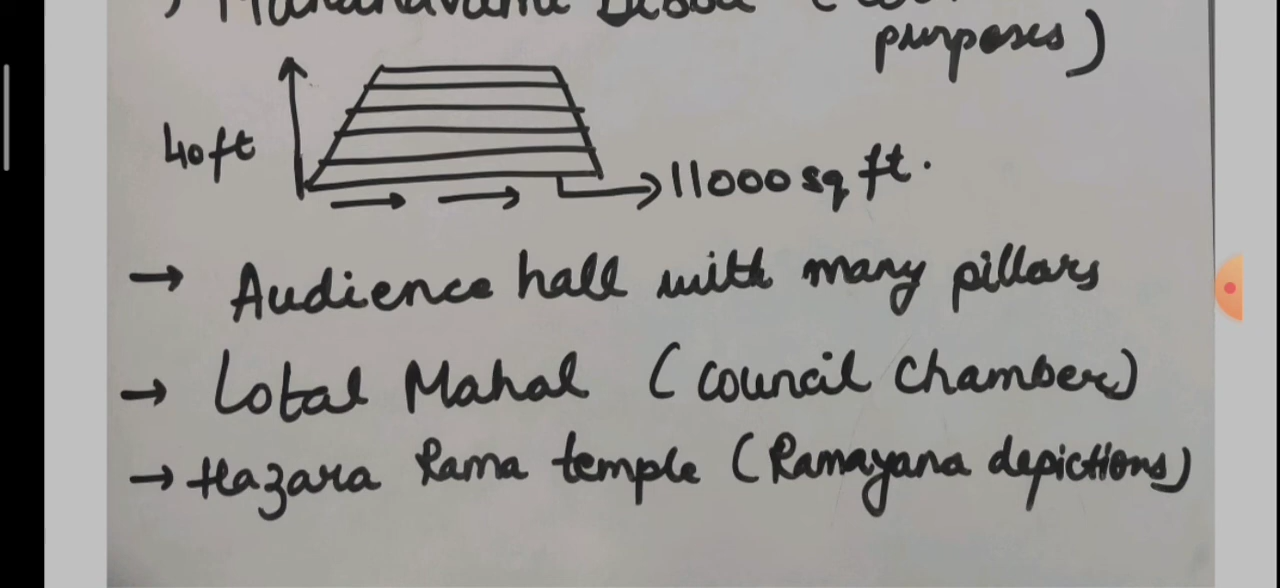 purposes)
40ft
11000 sq ft.
→ Audience hall with many pillars
→ Lotal Mahal (council chamber)
→ Hazara Rama temple (Ramayana depictions)